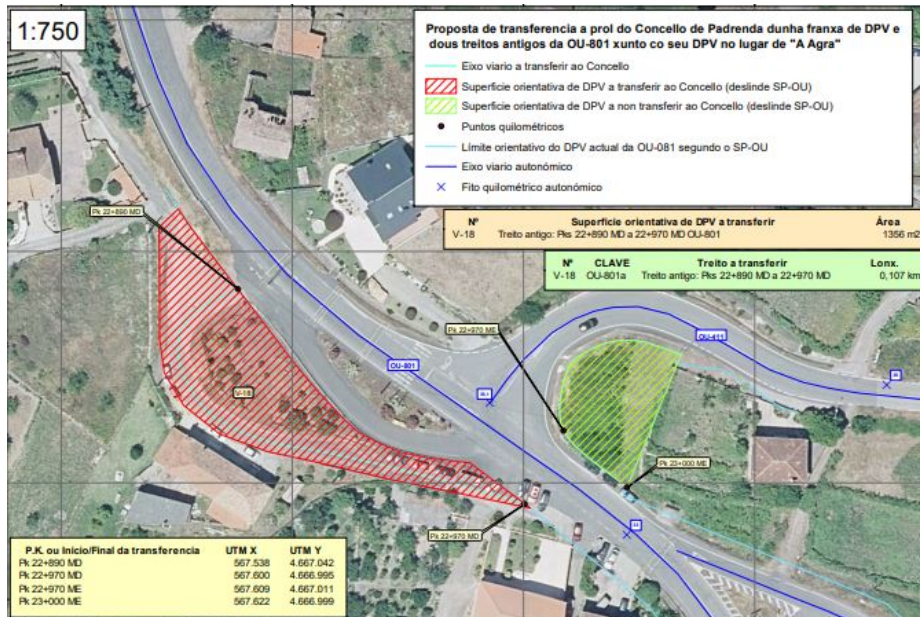 1:750
Proposta de transferencia a prol do Concello de Padrenda dunha franxa de DPV e
dous treitos antigos da OU-801 xunto co seu DPV no lugar de "A Agra"
Eixo viario a transferir ao Concello
Superficie orientativa de DPV a transferir ao Concello (deslinde SP-OU)
Superficie orientativa de DPV a non transferir ao Concello (deslinde SP-OU)
Puntos quilométricos
Límite orientativo do DPV actual da OU-081 segundo o SP-OU
Eixo viario autonómico
Fito quilométrico autonómico
Nº Superficie orientativa de DPV a transferir Área
V-18 Treito antigo: Pks 22+890 MD a 22+970 MD OU-801 1356 m2
Nº CLAVE Treito a transferir Lonx.
V-18 OU-801a Treito antigo: Pks 22+890 MD a 22+970 MD 0,107 km
Pk 22+890 MD
Pk 22+970 ME
OU-411
OU-801
V-18
Pk 23+000 ME
Pk 22+970 MD
P.K. ou Inicio/Final da transferencia UTM X UTM Y
Pk 22+890 MD 567.538 4.667.042
Pk 22+970 MD 567.600 4.666.995
Pk 22+970 ME 567.609 4.667.011
Pk 23+000 ME 567.622 4.666.999